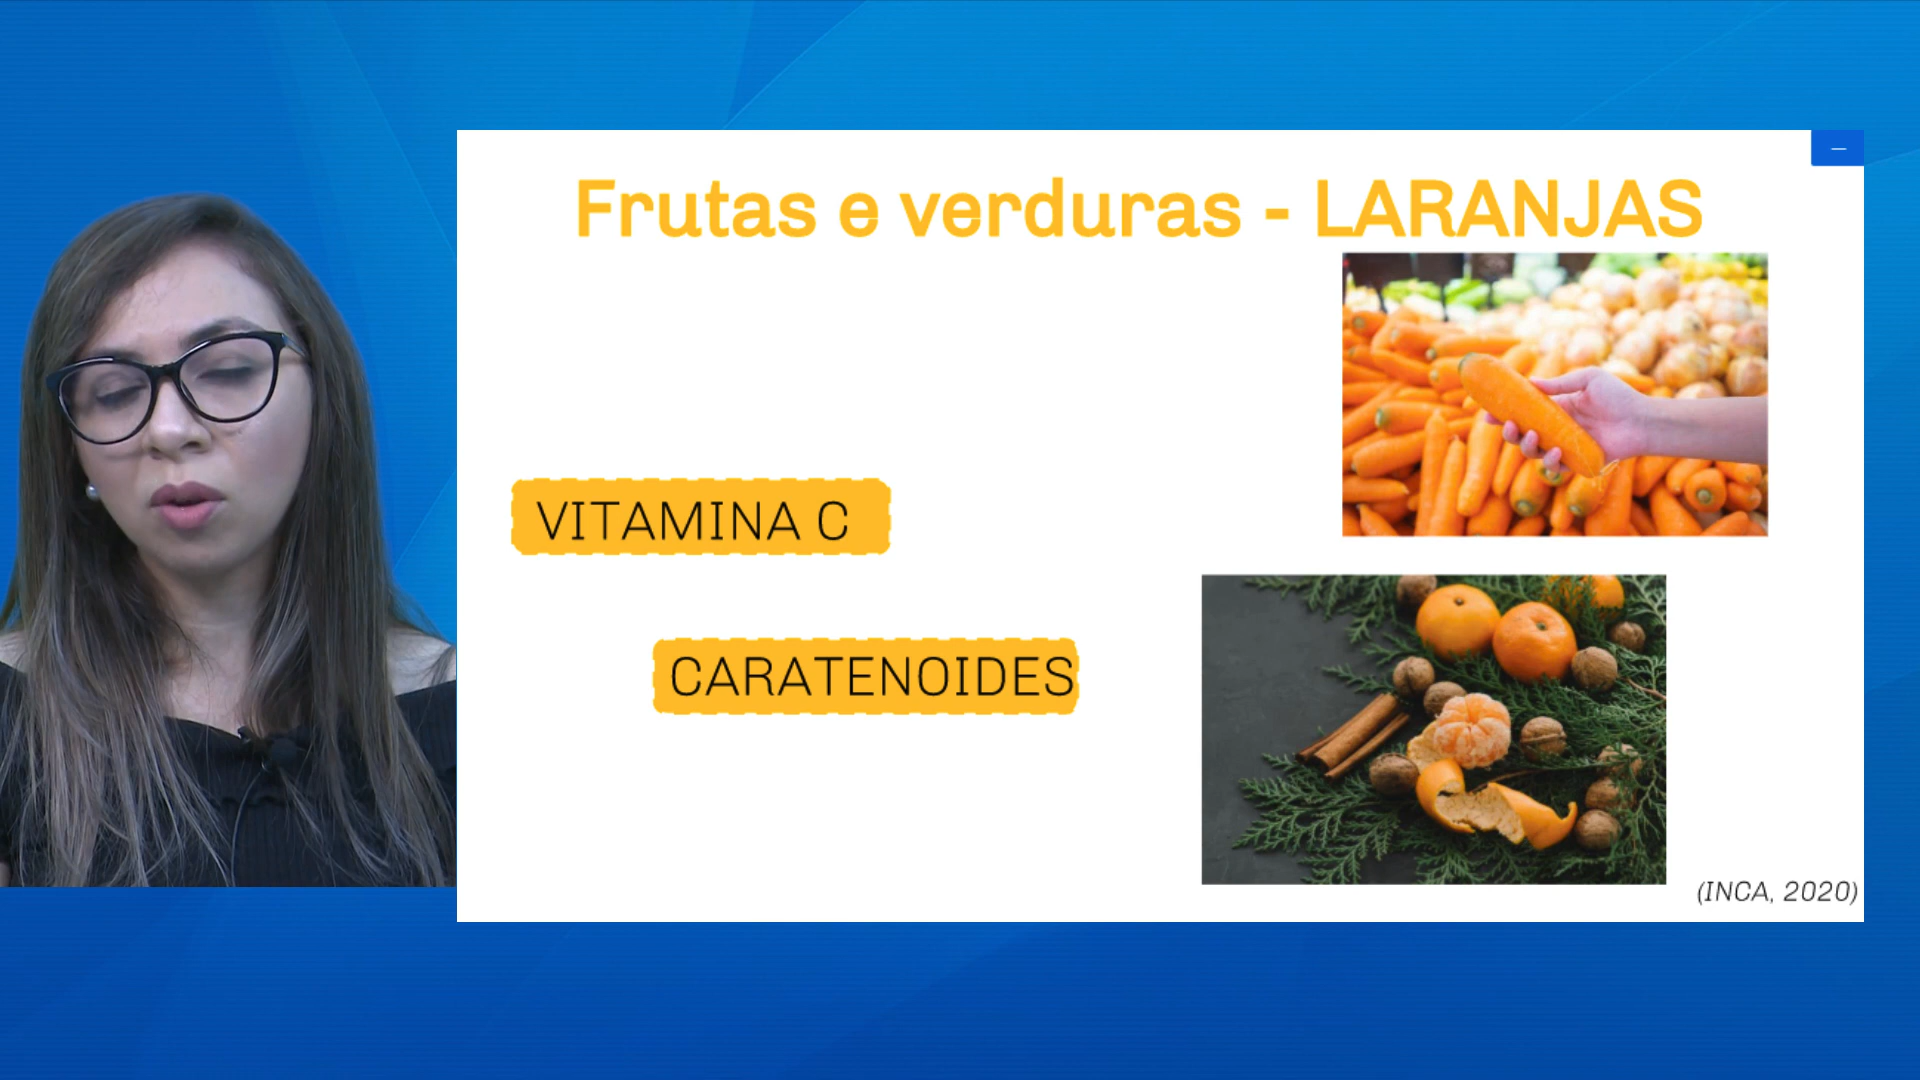 Frutas e verduras - LARANJAS
VITAMINA C
CARATENOIDES
(INCA, 2020)